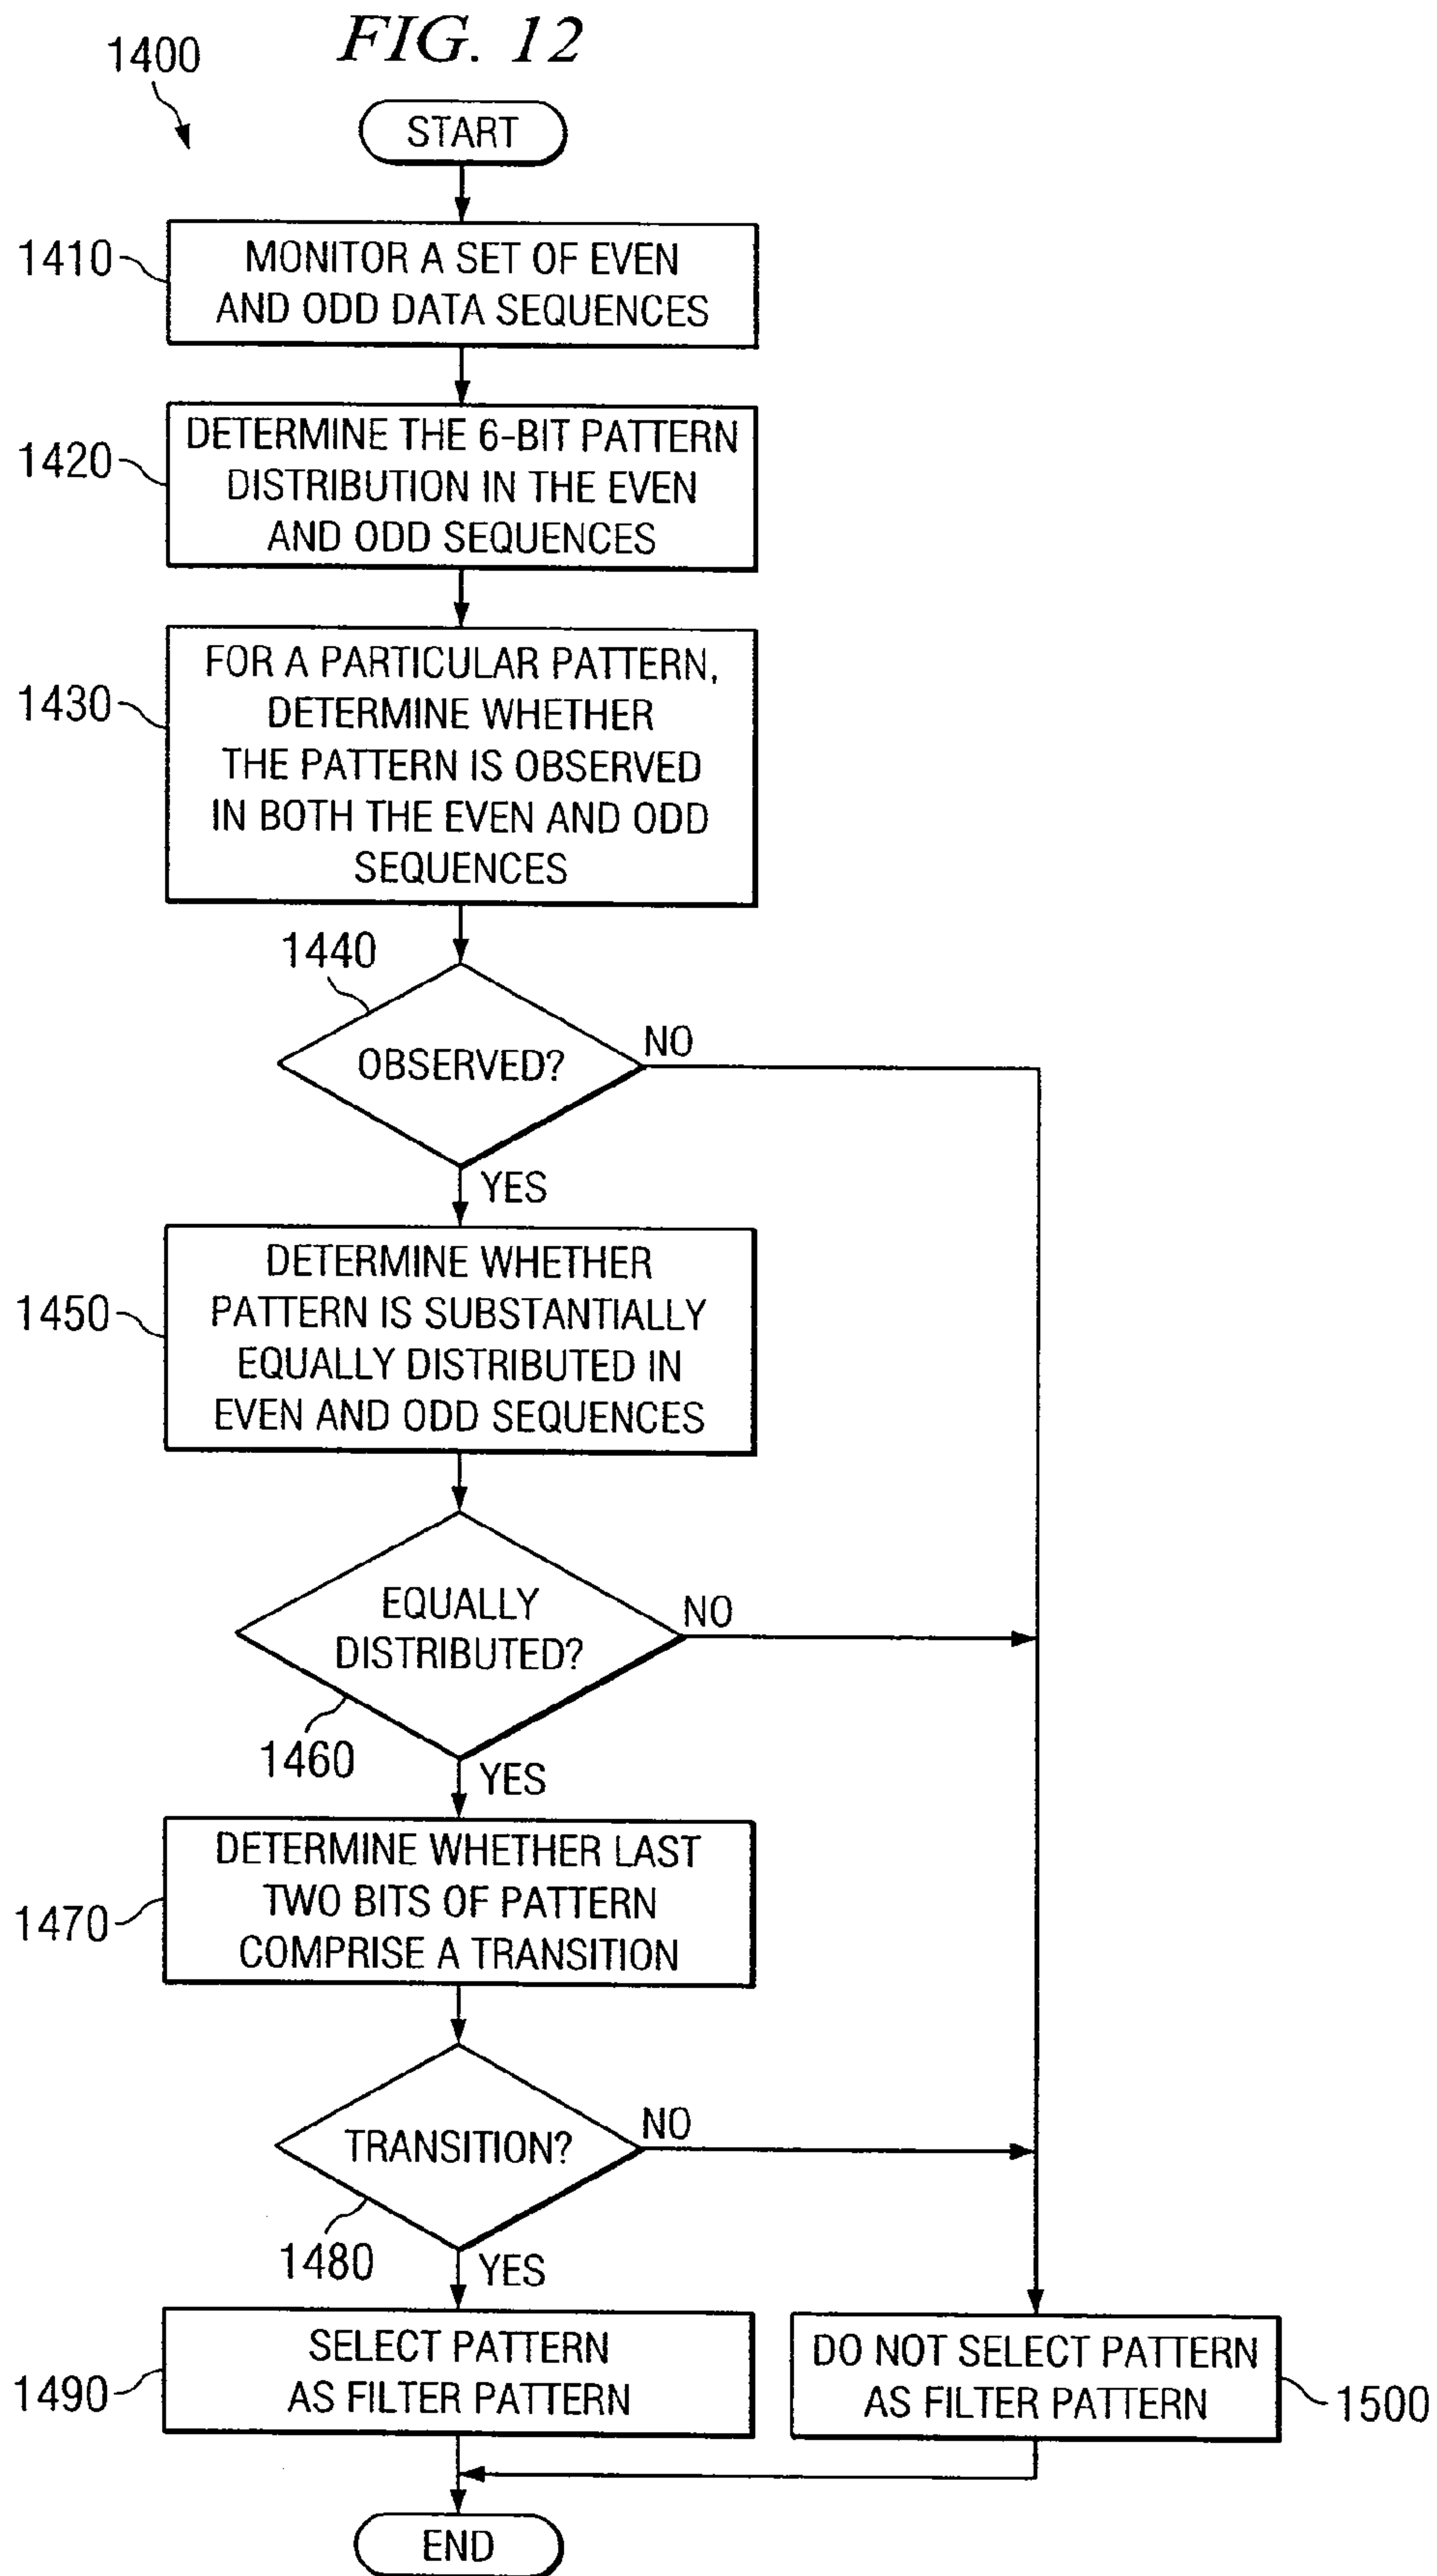 FIG. 12
1400
START
1410
MONITOR A SET OF EVEN
AND ODD DATA SEQUENCES
1420
DETERMINE THE 6-BIT PATTERN
DISTRIBUTION IN THE EVEN
AND ODD SEQUENCES
1430
FOR A PARTICULAR PATTERN,
DETERMINE WHETHER
THE PATTERN IS OBSERVED
IN BOTH THE EVEN AND ODD
SEQUENCES
1440
OBSERVED?
NO
YES
1450
DETERMINE WHETHER
PATTERN IS SUBSTANTIALLY
EQUALLY DISTRIBUTED IN
EVEN AND ODD SEQUENCES
EQUALLY
DISTRIBUTED?
NO
1460
YES
1470
DETERMINE WHETHER LAST
TWO BITS OF PATTERN
COMPRISE A TRANSITION
TRANSITION?
NO
1480
YES
1490
SELECT PATTERN
AS FILTER PATTERN
DO NOT SELECT PATTERN
AS FILTER PATTERN
1500
END